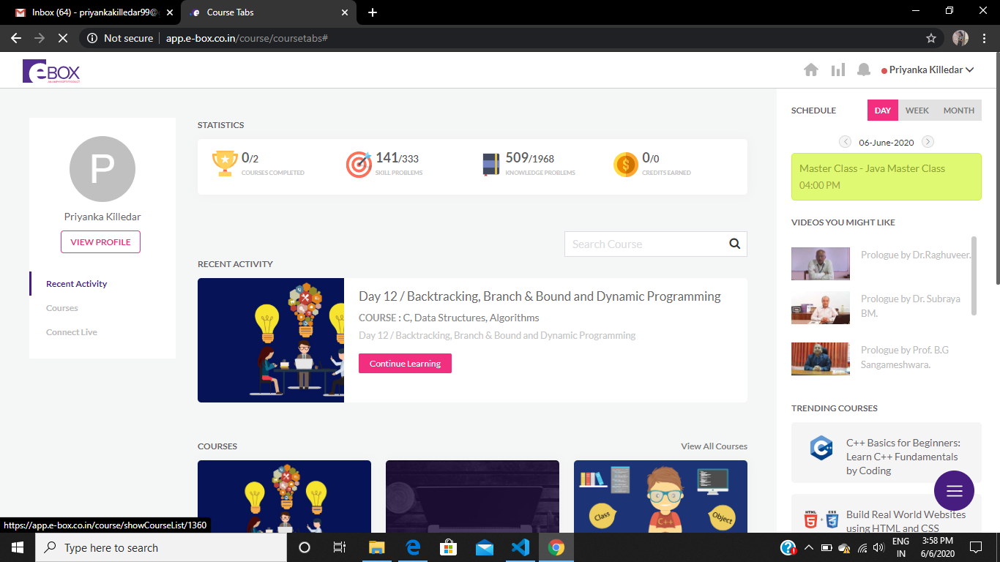 Inbox (64) - priyankakilledar99@
Course Tabs
Not secure
app.e-box.co.in/course/coursetabs#
eBOX
Priyanka Killedar
P
Priyanka Killedar
VIEW PROFILE
Recent Activity
Courses
Connect Live
STATISTICS
0/2
COURSES COMPLETED
141/333
SKILL PROBLEMS
509/1968
KNOWLEDGE PROBLEMS
0/0
CREDITS EARNED
Search Course
RECENT ACTIVITY
Day 12 / Backtracking, Branch & Bound and Dynamic Programming
COURSE : C, Data Structures, Algorithms
Day 12 / Backtracking, Branch & Bound and Dynamic Programming
Continue Learning
COURSES
View All Courses
Class
C++
Object
SCHEDULE
DAY
WEEK
MONTH
06-June-2020
Master Class - Java Master Class
04:00 PM
VIDEOS YOU MIGHT LIKE
Prologue by Dr.Raghuveer.
Prologue by Dr. Subraya
BM.
Prologue by Prof. B.G
Sangameshwara.
TRENDING COURSES
C++ Basics for Beginners:
Learn C++ Fundamentals
by Coding
HTML + CSS
Build Real World Websites
using HTML and CSS
https://app.e-box.co.in/course/showCourseList/1360
Type here to search
ENG
IN
3:58 PM
6/6/2020